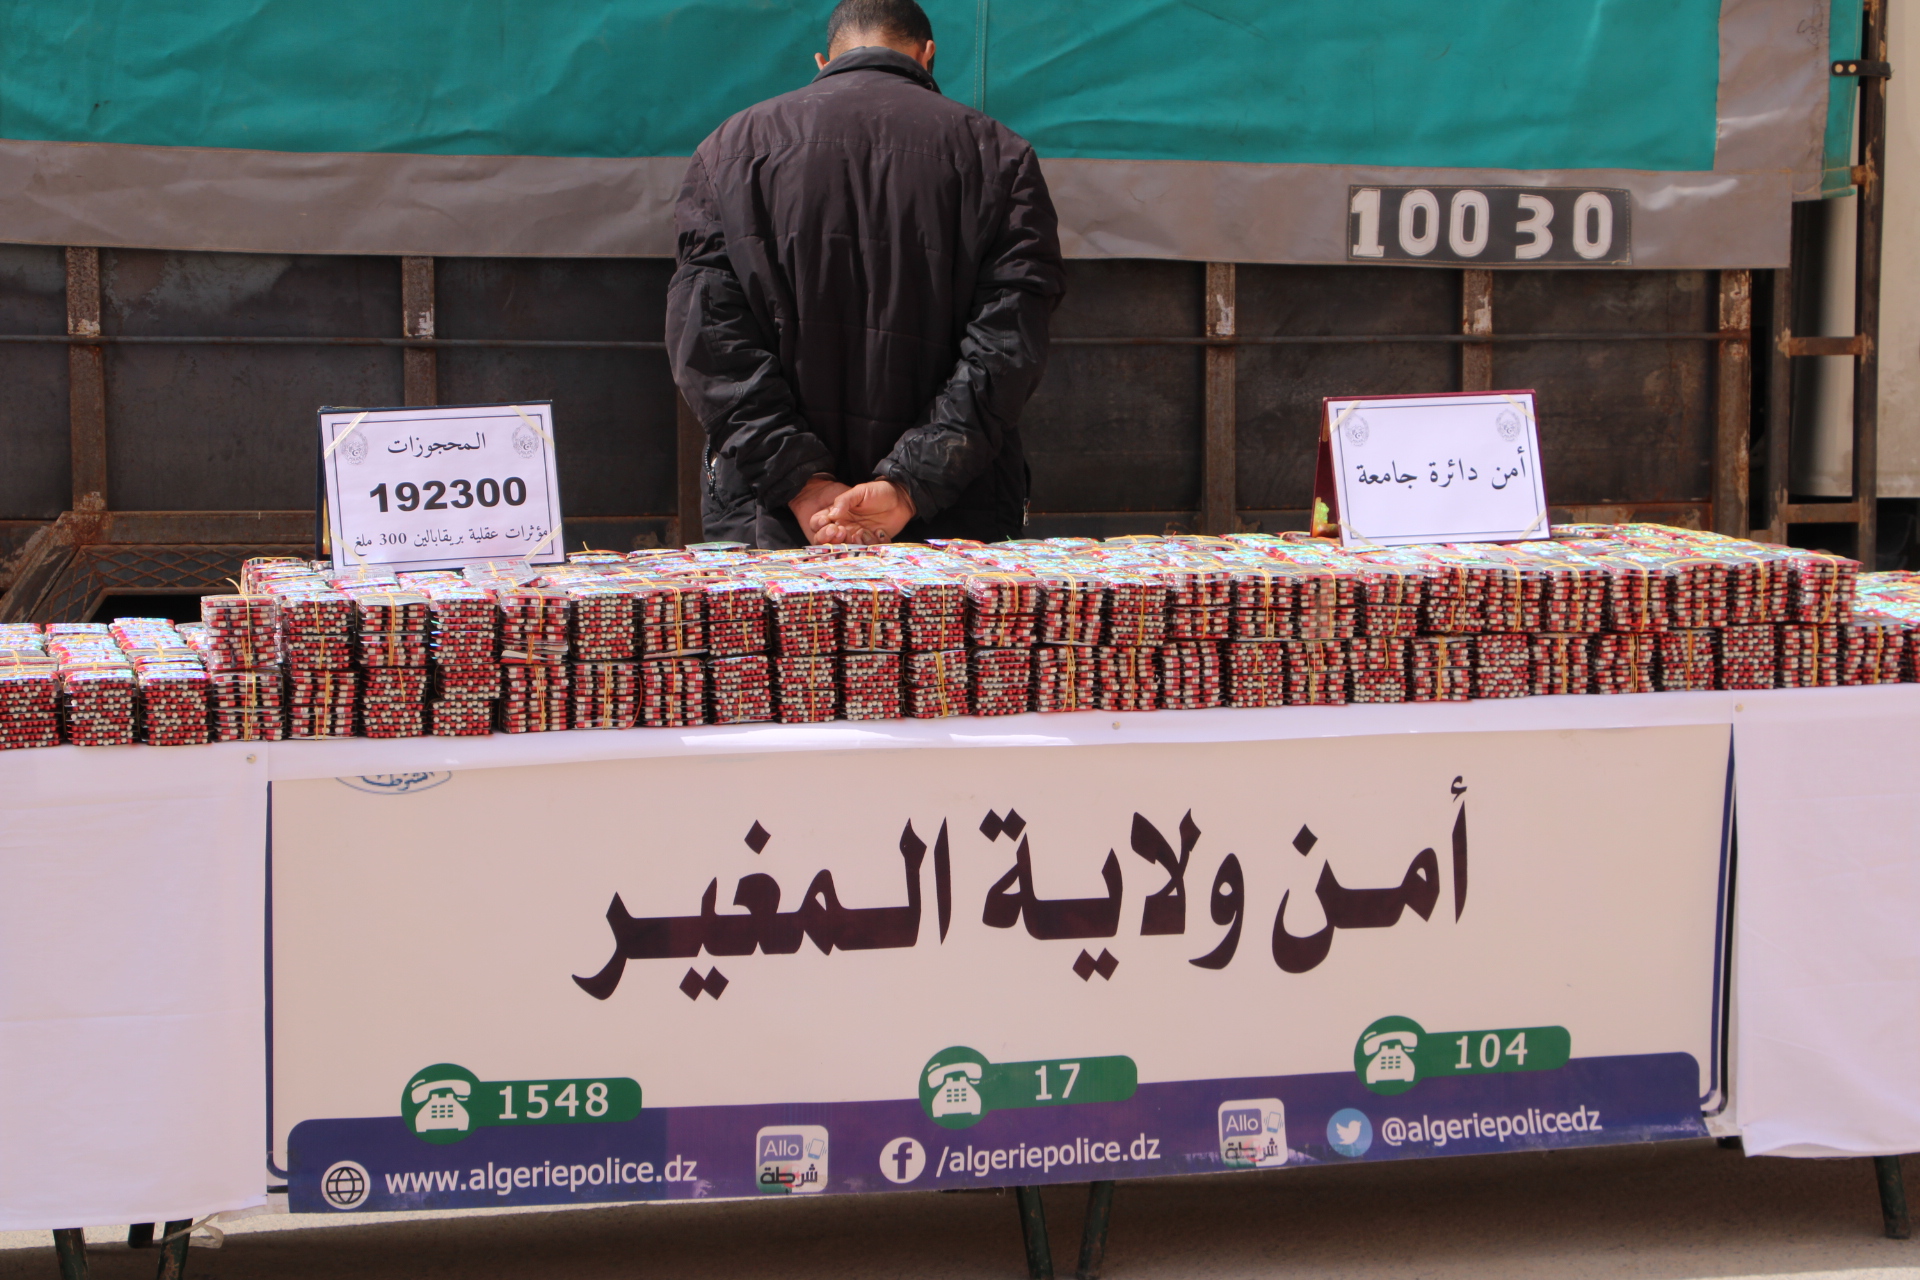 10030
المحجوزات
192300
مؤثرات عقلية بريقابالين 300 ملغ
أمن دائرة جامعة
الشرطة
أمن ولاية المغير
1548
17
104
www.algeriepolice.dz
Allo
شرطة
/algeriepolice.dz
Allo
شرطة
@algeriepolicedz